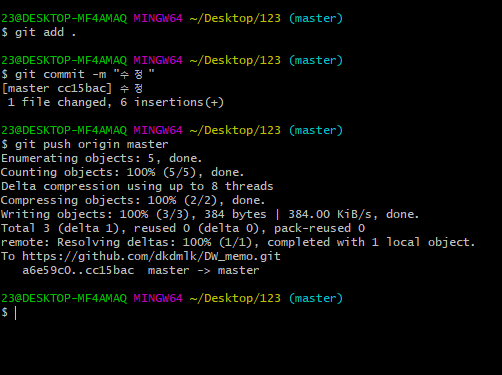 23@DESKTOP-MF4AMAQ MINGW64 ~/Desktop/123 (master)
$ git add .
23@DESKTOP-MF4AMAQ MINGW64 ~/Desktop/123 (master)
$ git commit -m "수정"
[master cc15bac] 수정
1 file changed, 6 insertions(+)
23@DESKTOP-MF4AMAQ MINGW64 ~/Desktop/123 (master)
$ git push origin master
Enumerating objects: 5, done.
Counting objects: 100% (5/5), done.
Delta compression using up to 8 threads
Compressing objects: 100% (2/2), done.
Writing objects: 100% (3/3), 384 bytes | 384.00 KiB/s, done.
Total 3 (delta 1), reused 0 (delta 0), pack-reused 0
remote: Resolving deltas: 100% (1/1), completed with 1 local object.
To https://github.com/dkdmlk/DW_memo.git
a6e59c0..cc15bac  master -> master
23@DESKTOP-MF4AMAQ MINGW64 ~/Desktop/123 (master)
$